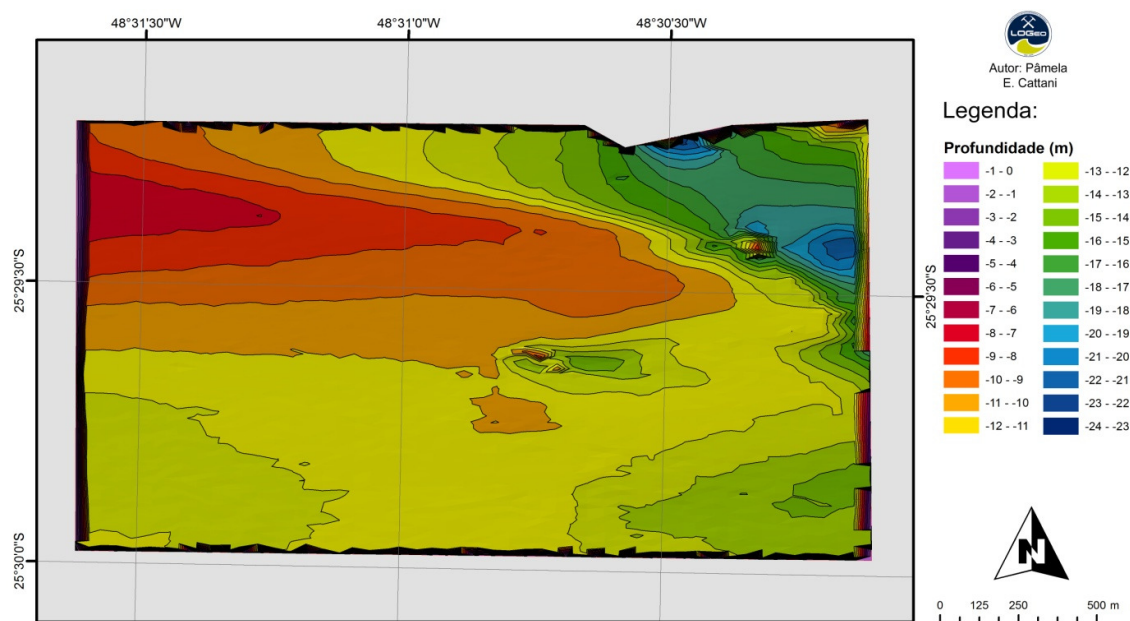 48°31'30"W
48°31'0"W
48°30'30"W
25°29'30"S
25°30'0"S
25°29'30"S
LOGEO
Autor: Pâmela
E. Cattani
Legenda:
Profundidade (m)
-1 - 0
-2 - -1
-3 - -2
-4 - -3
-5 - -4
-6 - -5
-7 - -6
-8 - -7
-9 - -8
-10 - -9
-11 - -10
-12 - -11
-13 - -12
-14 - -13
-15 - -14
-16 - -15
-17 - -16
-18 - -17
-19 - -18
-20 - -19
-21 - -20
-22 - -21
-23 - -22
-24 - -23
N
0 125 250 500 m